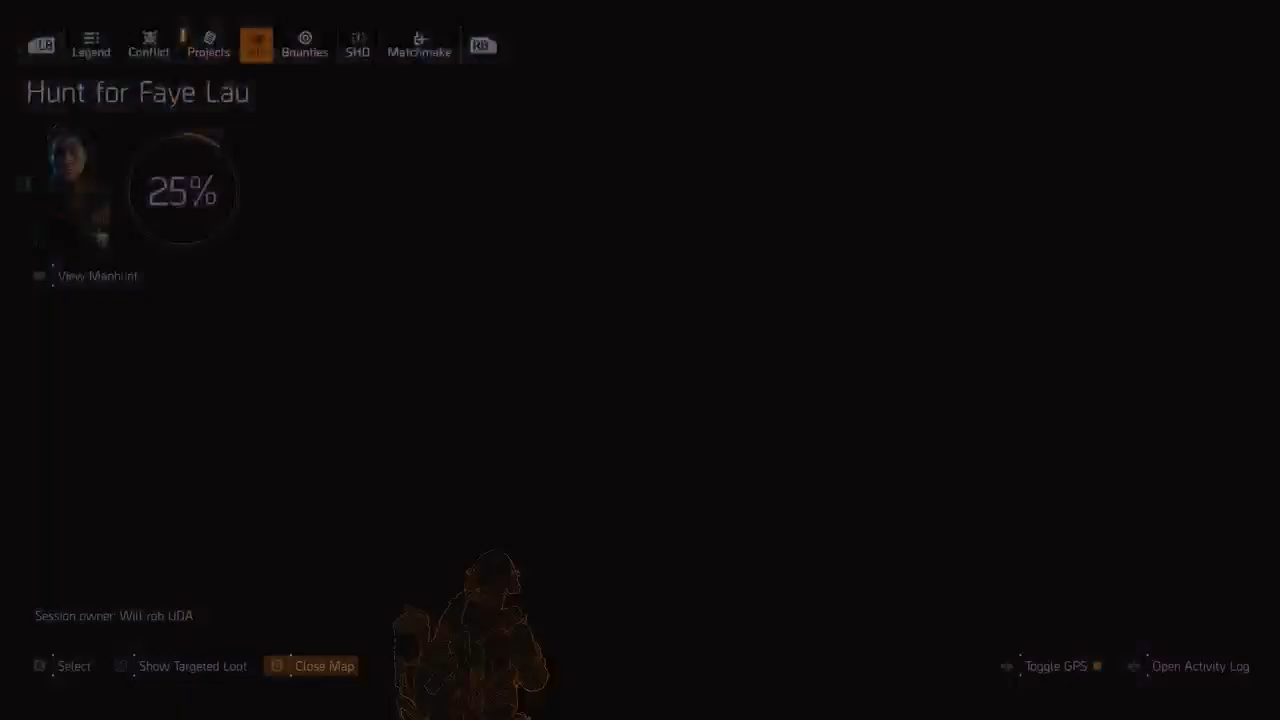 LB Legend Conflict Projects Bounties SHD Matchmake RB
Hunt for Faye Lau
25%
View Manhunt
Session owner: Will rob UDA
Select Show Targeted Loot Close Map Toggle GPS Open Activity Log